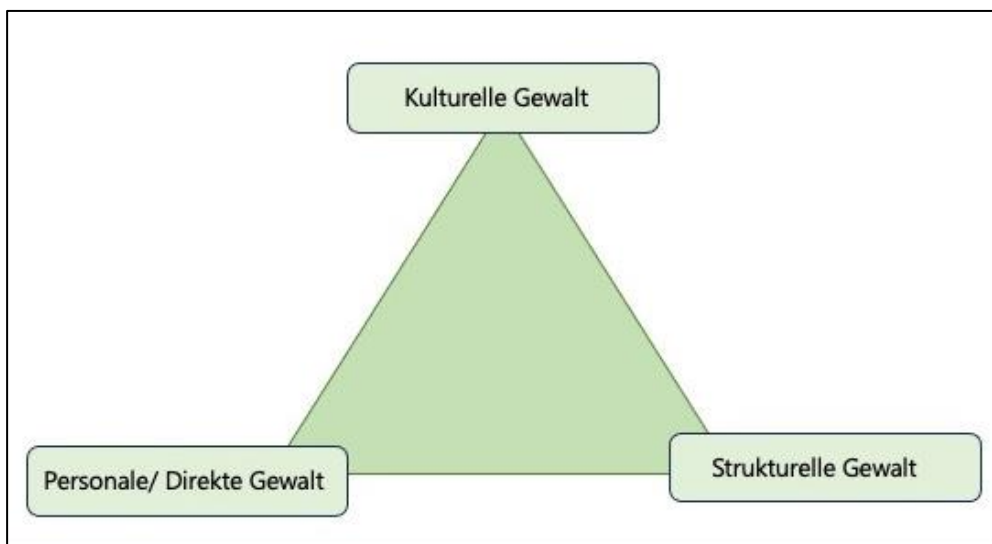 Kulturelle Gewalt
Personale/ Direkte Gewalt
Strukturelle Gewalt